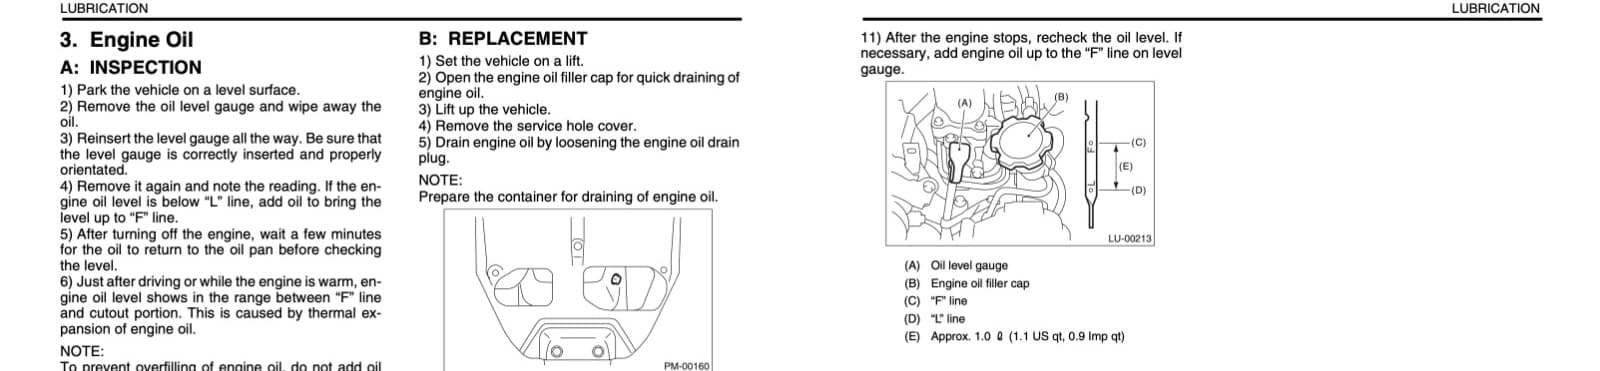 LUBRICATION
3. Engine Oil
A: INSPECTION
1) Park the vehicle on a level surface.
2) Remove the oil level gauge and wipe away the
oil.
3) Reinsert the level gauge all the way. Be sure that
the level gauge is correctly inserted and properly
orientated.
4) Remove it again and note the reading. If the en-
gine oil level is below “L” line, add oil to bring the
level up to “F” line.
5) After turning off the engine, wait a few minutes
for the oil to return to the oil pan before checking
the level.
6) Just after driving or while the engine is warm, en-
gine oil level shows in the range between “F” line
and cutout portion. This is caused by thermal ex-
pansion of engine oil.
NOTE:
To prevent overfilling of engine oil, do not add oil
B: REPLACEMENT
1) Set the vehicle on a lift.
2) Open the engine oil filler cap for quick draining of
engine oil.
3) Lift up the vehicle.
4) Remove the service hole cover.
5) Drain engine oil by loosening the engine oil drain
plug.
NOTE:
Prepare the container for draining of engine oil.
PM-00160
LUBRICATION
11) After the engine stops, recheck the oil level. If
necessary, add engine oil up to the “F” line on level
gauge.
(A)
(B)
F
L
(C)
(E)
(D)
LU-00213
(A) Oil level gauge
(B) Engine oil filler cap
(C) “F” line
(D) “L” line
(E) Approx. 1.0 ℓ (1.1 US qt, 0.9 Imp qt)